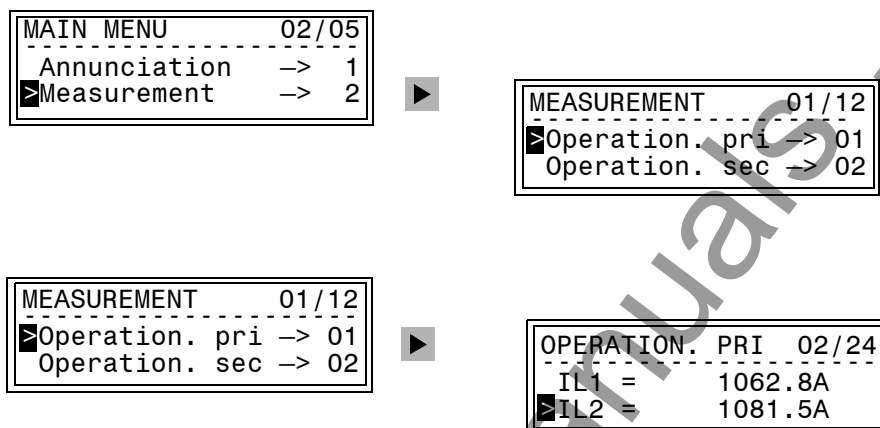 MAIN MENU 02/05
---------------------
Annunciation —> 1
>Measurement —> 2
MEASUREMENT 01/12
---------------------
>Operation. pri —> 01
Operation. sec —> 02
MEASUREMENT 01/12
---------------------
>Operation. pri —> 01
Operation. sec —> 02
OPERATION. PRI 02/24
---------------------
IL1 = 1062.8A
>IL2 = 1081.5A